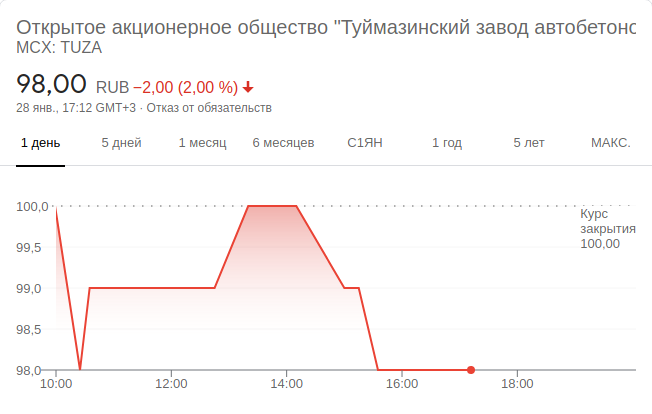 Открытое акционерное общество "Туймазинский завод автобетоно
MCX: TUZA
98,00 RUB −2,00 (2,00 %)
28 янв., 17:12 GMT+3 · Отказ от обязательств
1 день 5 дней 1 месяц 6 месяцев С1ЯН 1 год 5 лет МАКС.
100,0
Курс
закрытия
100,00
99,5
99,0
98,5
98,0
10:00 12:00 14:00 16:00 18:00